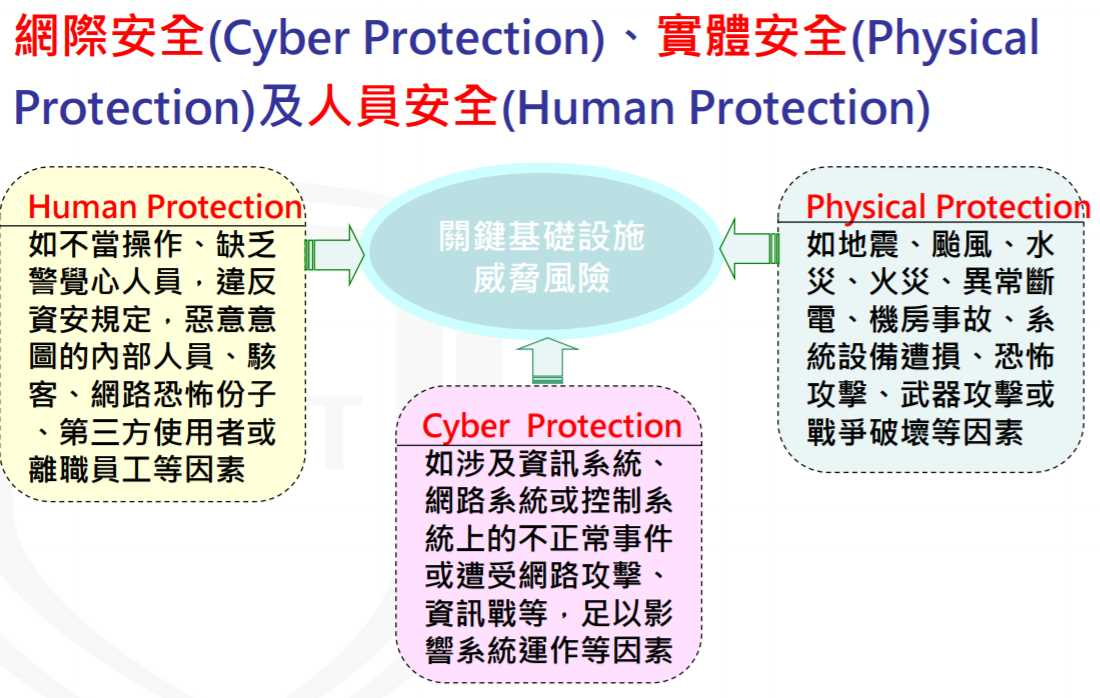 網際安全(Cyber Protection)、實體安全(Physical
Protection)及人員安全(Human Protection)
Human Protection
如不當操作、缺乏
警覺心人員，違反
資安規定，惡意意
圖的內部人員、駭
客、網路恐怖份子
、第三方使用者或
離職員工等因素
關鍵基礎設施
威脅風險
Physical Protection
如地震、颱風、水
災、火災、異常斷
電、機房事故、系
統設備遭損、恐怖
攻擊、武器攻擊或
戰爭破壞等因素
Cyber Protection
如涉及資訊系統、
網路系統或控制系
統上的不正常事件
或遭受網路攻擊、
資訊戰等，足以影
響系統運作等因素